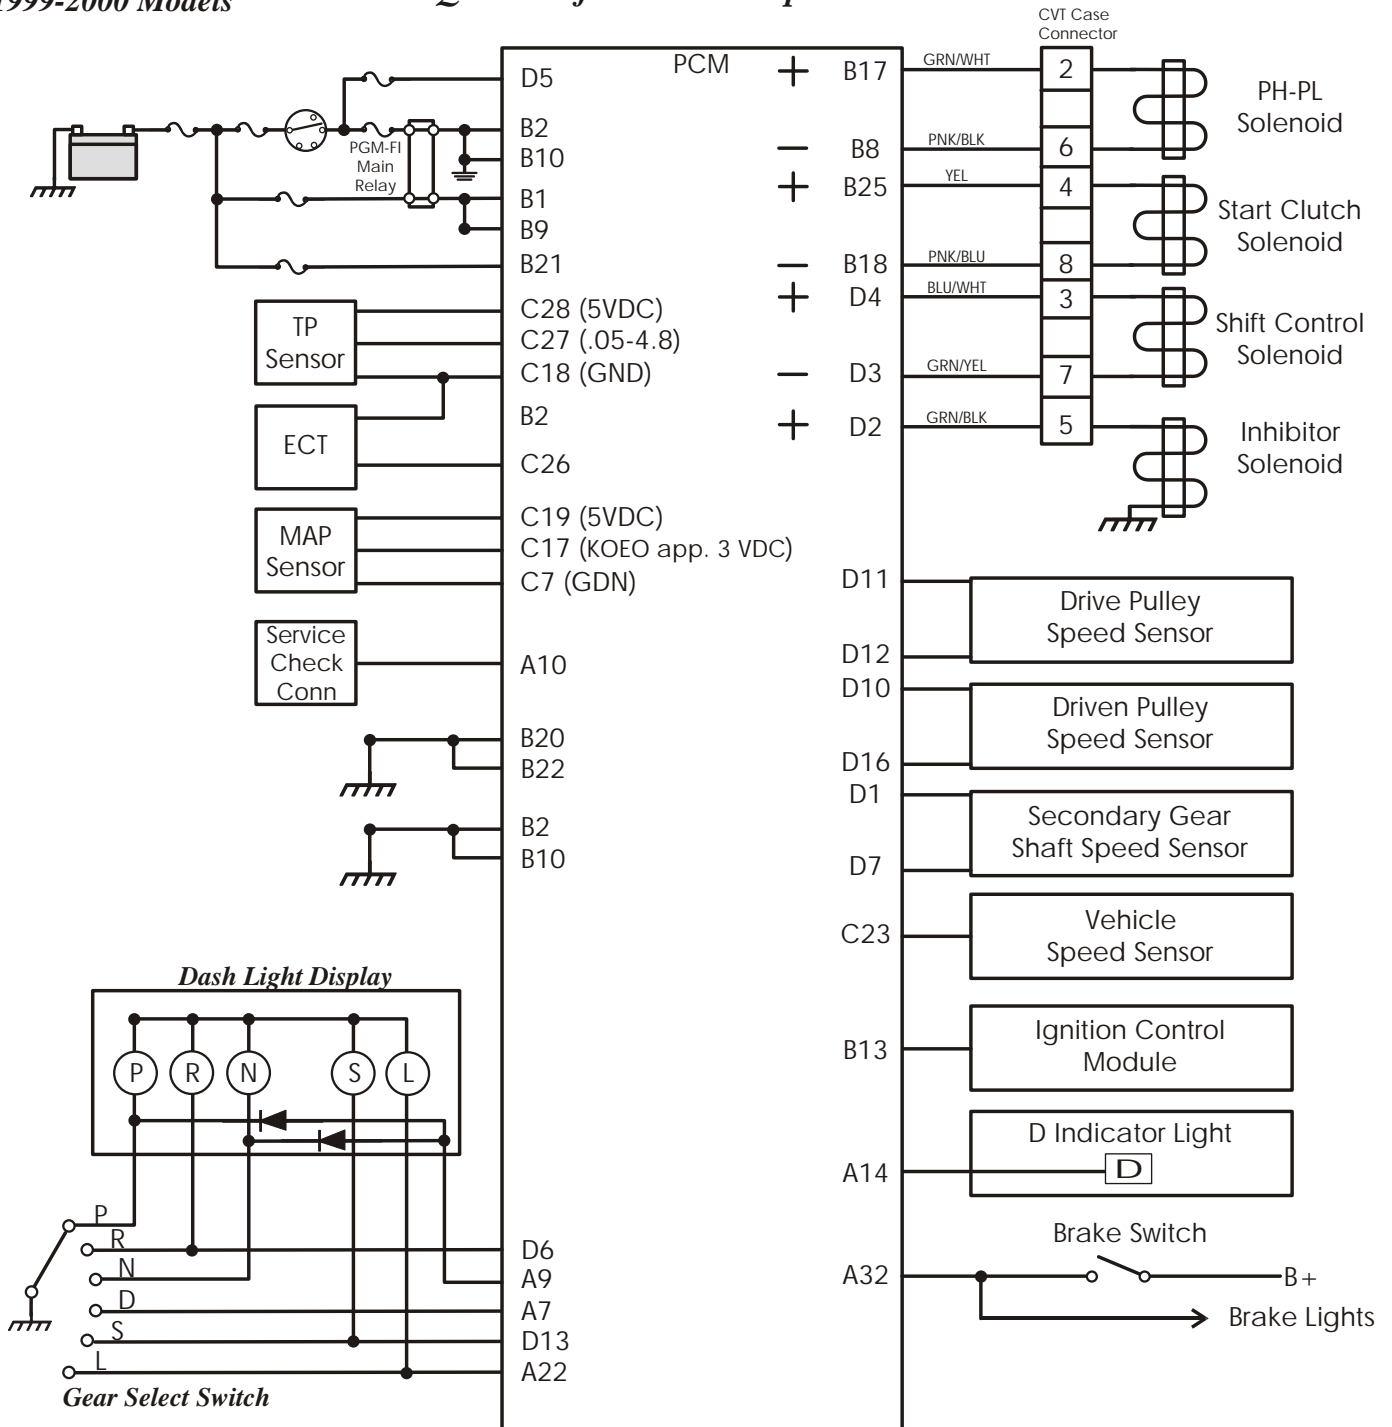 1999-2000 Models
CVT Case
Connector
PCM
D5
B2
B10
B1
B9
B21
PGM-FI
Main
Relay
TP
Sensor
C28 (5VDC)
C27 (.05-4.8)
C18 (GND)
ECT
B2
C26
MAP
Sensor
C19 (5VDC)
C17 (KOEO app. 3 VDC)
C7 (GDN)
Service
Check
Conn
A10
B20
B22
B2
B10
Dash Light Display
P R N S L
P
R
N
D
S
L
D6
A9
A7
D13
A22
Gear Select Switch
+ B17 GRN/WHT 2
− B8 PNK/BLK 6
PH-PL
Solenoid
+ B25 YEL 4
− B18 PNK/BLU 8
Start Clutch
Solenoid
+ D4 BLU/WHT 3
− D3 GRN/YEL 7
Shift Control
Solenoid
+ D2 GRN/BLK 5
Inhibitor
Solenoid
D11
D12
Drive Pulley
Speed Sensor
D10
D16
Driven Pulley
Speed Sensor
D1
D7
Secondary Gear
Shaft Speed Sensor
C23
Vehicle
Speed Sensor
B13
Ignition Control
Module
A14
D Indicator Light
D
Brake Switch
A32
B+
Brake Lights